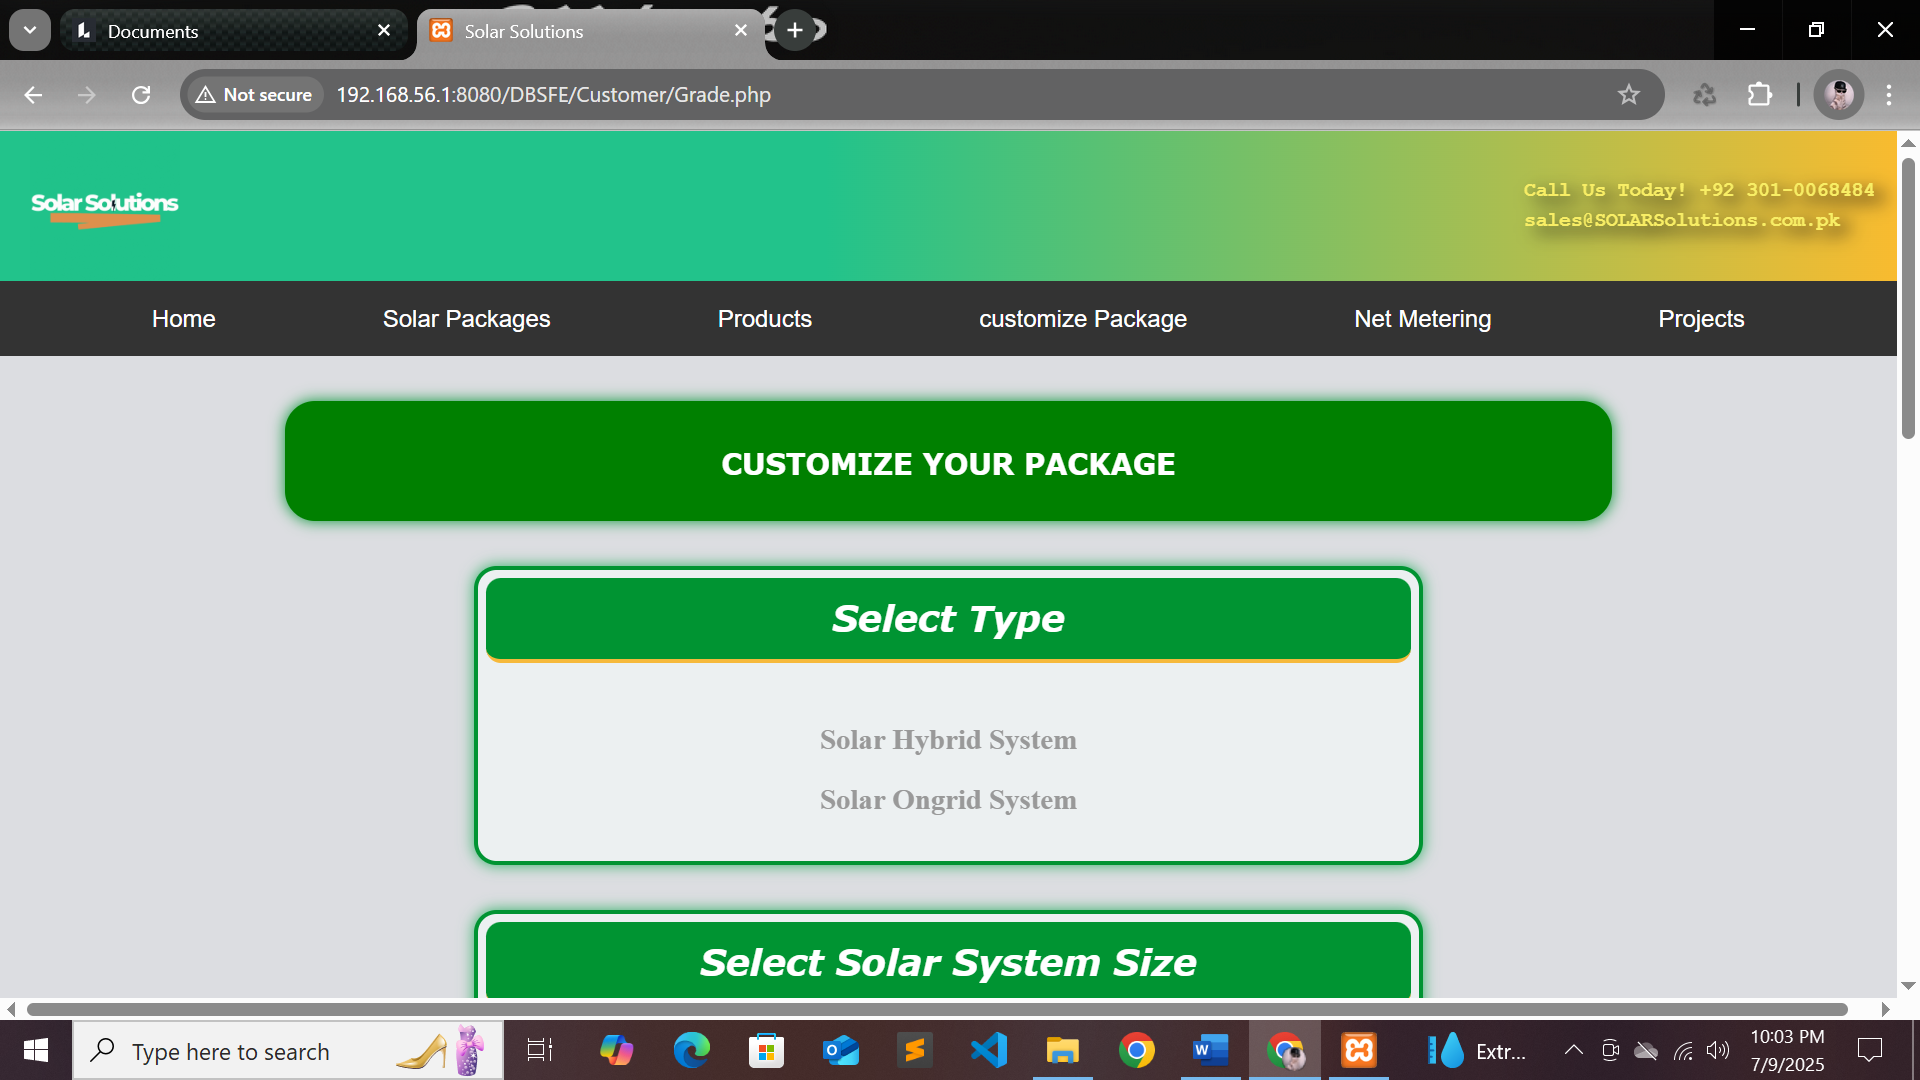 Documents
Solar Solutions
Not secure
192.168.56.1:8080/DBSFE/Customer/Grade.php
Solar Solutions
Call Us Today! +92 301-0068484
sales@SOLARSolutions.com.pk
Home
Solar Packages
Products
customize Package
Net Metering
Projects
CUSTOMIZE YOUR PACKAGE
Select Type
Solar Hybrid System
Solar Ongrid System
Select Solar System Size
Type here to search
Extr...
10:03 PM
7/9/2025